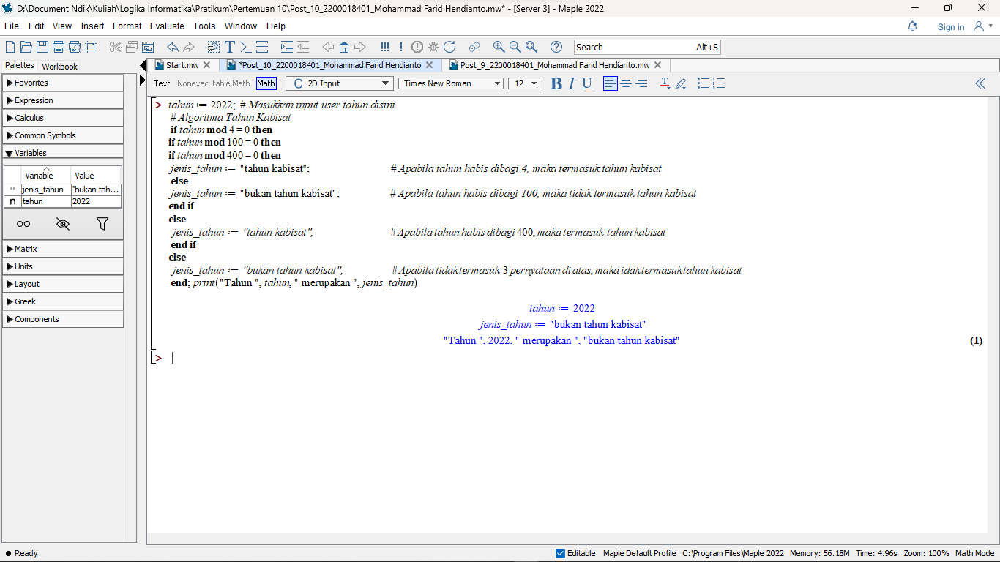 D:\Document Ndik\Kuliah\Logika Informatika\Pratikum\Pertemuan 10\Post_10_2200018401_Mohammad Farid Hendianto.mw* - [Server 3] - Maple 2022
File Edit View Insert Format Evaluate Tools Window Help
Sign in
Search Alt+S
Palettes Workbook
Start.mw *Post_10_2200018401_Mohammad Farid Hendianto Post_9_2200018401_Mohammad Farid Hendianto.mw
Text Nonexecutable Math Math C 2D Input Times New Roman 12 B I U
Favorites
Expression
Calculus
Common Symbols
Variables
Variable Value
jenis_tahun "bukan tah...
n tahun 2022
Matrix
Units
Layout
Greek
Components
> tahun := 2022; # Masukkan input user tahun disini
# Algoritma Tahun Kabisat
if tahun mod 4 = 0 then
if tahun mod 100 = 0 then
if tahun mod 400 = 0 then
jenis_tahun := "tahun kabisat"; # Apabila tahun habis dibagi 4, maka termasuk tahun kabisat
else
jenis_tahun := "bukan tahun kabisat"; # Apabila tahun habis dibagi 100, maka tidak termasuk tahun kabisat
end if
else
jenis_tahun := "tahun kabisat"; # Apabila tahun habis dibagi 400, maka termasuk tahun kabisat
end if
else
jenis_tahun := "bukan tahun kabisat"; # Apabila tidak termasuk 3 pernyataan di atas, maka idak termasuk tahun kabisat
end; print("Tahun ", tahun, " merupakan ", jenis_tahun)
tahun := 2022
jenis_tahun := "bukan tahun kabisat"
"Tahun ", 2022, " merupakan ", "bukan tahun kabisat" (1)
>
Ready
Editable Maple Default Profile C:\Program Files\Maple 2022 Memory: 56.18M Time: 4.96s Zoom: 100% Math Mode